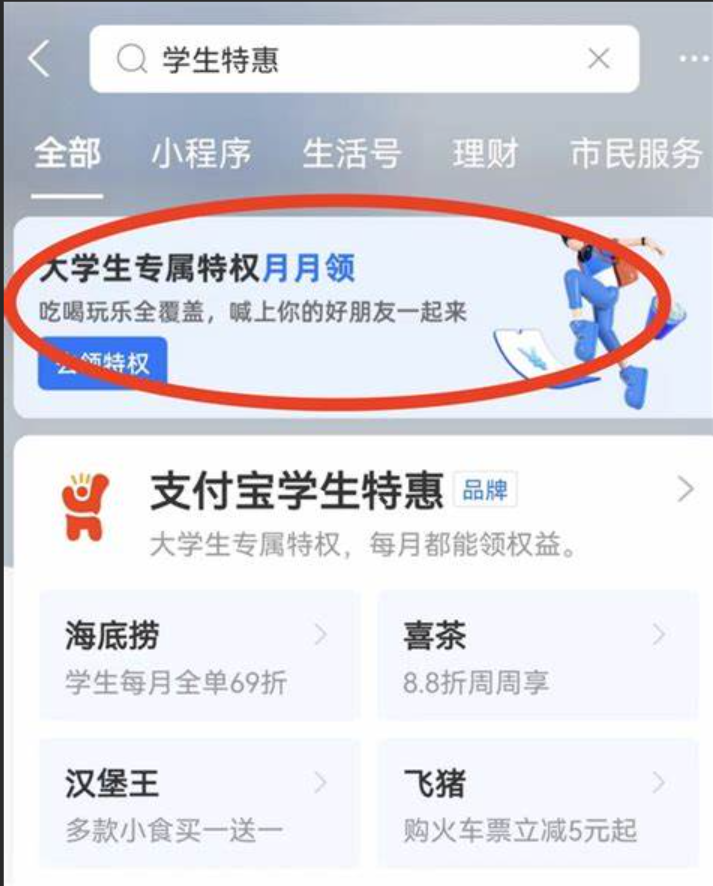 学生特惠
全部 小程序 生活号 理财 市民服务
大学生专属特权月月领
吃喝玩乐全覆盖，喊上你的好朋友一起来
去领特权
支付宝学生特惠 品牌
大学生专属特权，每月都能领权益。
海底捞 喜茶
学生每月全单69折 8.8折周周享
汉堡王 飞猪
多款小食买一送一 购火车票立减5元起